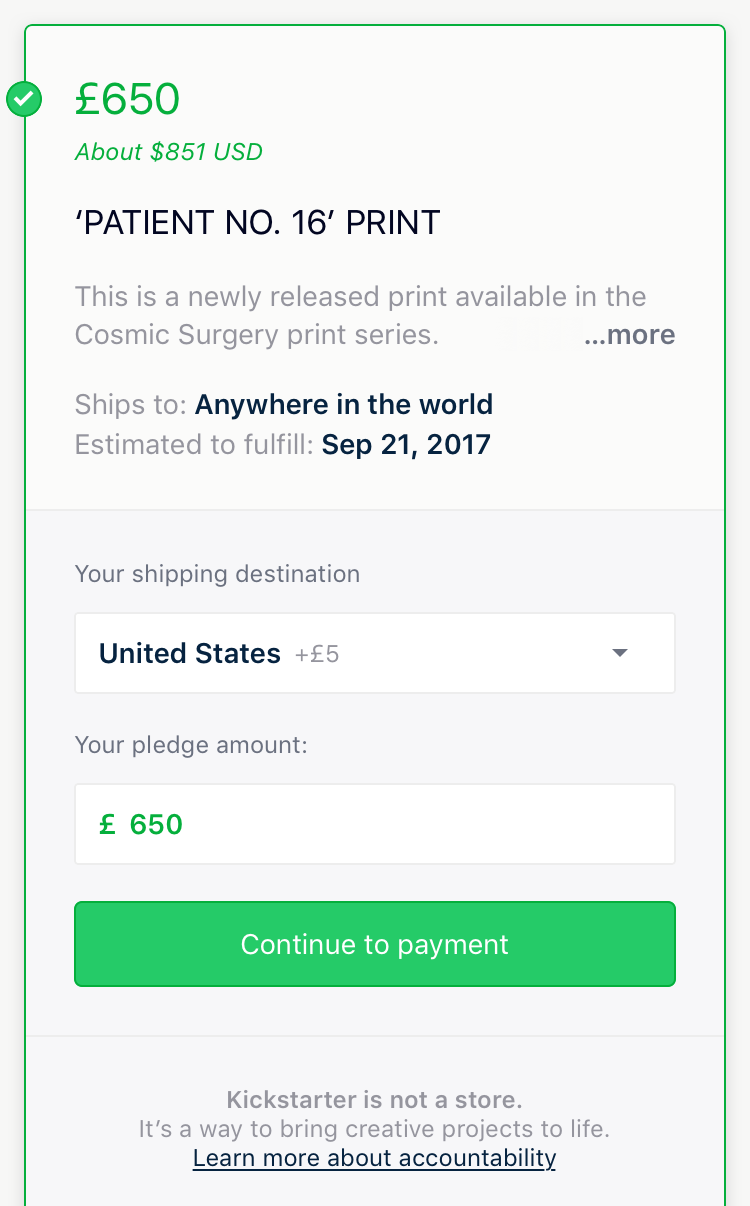 £650
About $851 USD
‘PATIENT NO. 16’ PRINT
This is a newly released print available in the
Cosmic Surgery print series. ...more
Ships to: Anywhere in the world
Estimated to fulfill: Sep 21, 2017
Your shipping destination
United States +£5
Your pledge amount:
£ 650
Continue to payment
Kickstarter is not a store.
It’s a way to bring creative projects to life.
Learn more about accountability